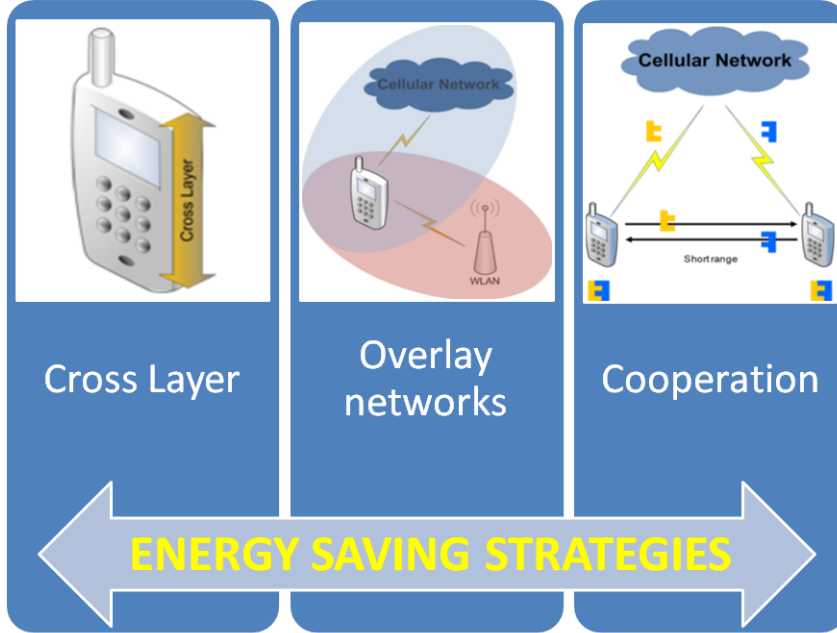 Cross Layer
Cellular Network
WLAN
Cellular Network
Short range
Cross Layer
Overlay
networks
Cooperation
ENERGY SAVING STRATEGIES